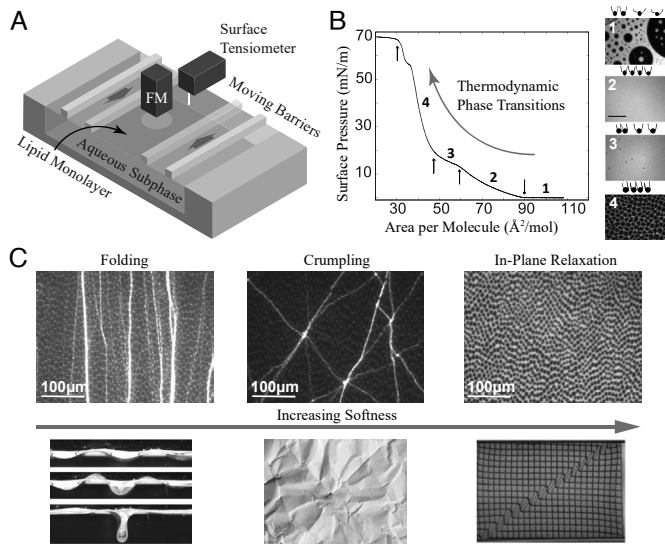 A
Surface
Tensiometer
FM
Moving Barriers
Lipid Monolayer
Aqueous Subphase
B
Surface Pressure (mN/m)
70
50
30
10
30
50
70
90
110
Area per Molecule (Å²/mol)
Thermodynamic
Phase Transitions
4
3
2
1
1
2
3
4
C
Folding
Crumpling
In-Plane Relaxation
100μm
100μm
100μm
Increasing Softness